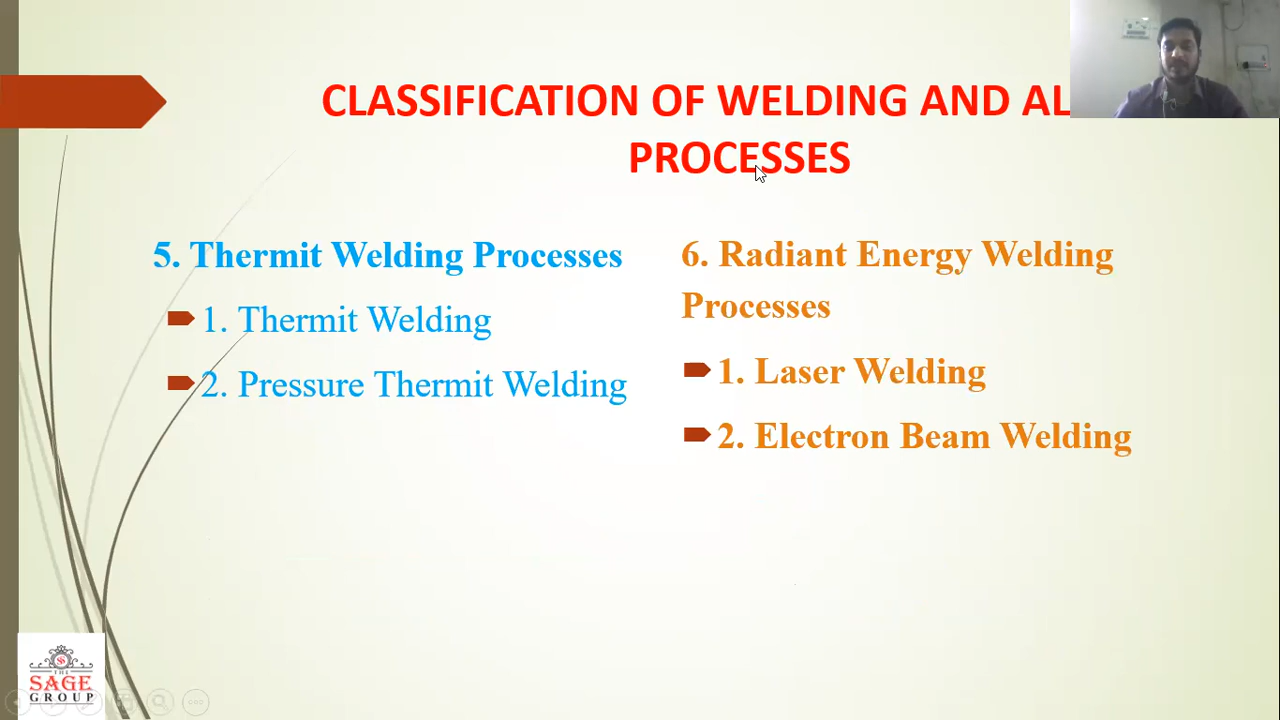 CLASSIFICATION OF WELDING AND AL
PROCESSES
5. Thermit Welding Processes
1. Thermit Welding
2. Pressure Thermit Welding
6. Radiant Energy Welding
Processes
1. Laser Welding
2. Electron Beam Welding
THE
SAGE
GROUP